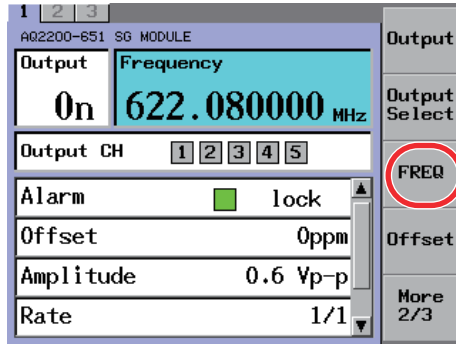 1 2 3
AQ2200-651 SG MODULE
Output Frequency
On 622.080000 MHz
Output CH 1 2 3 4 5
Alarm lock
Offset 0ppm
Amplitude 0.6 Vp-p
Rate 1/1
Output
Output
Select
FREQ
Offset
More
2/3